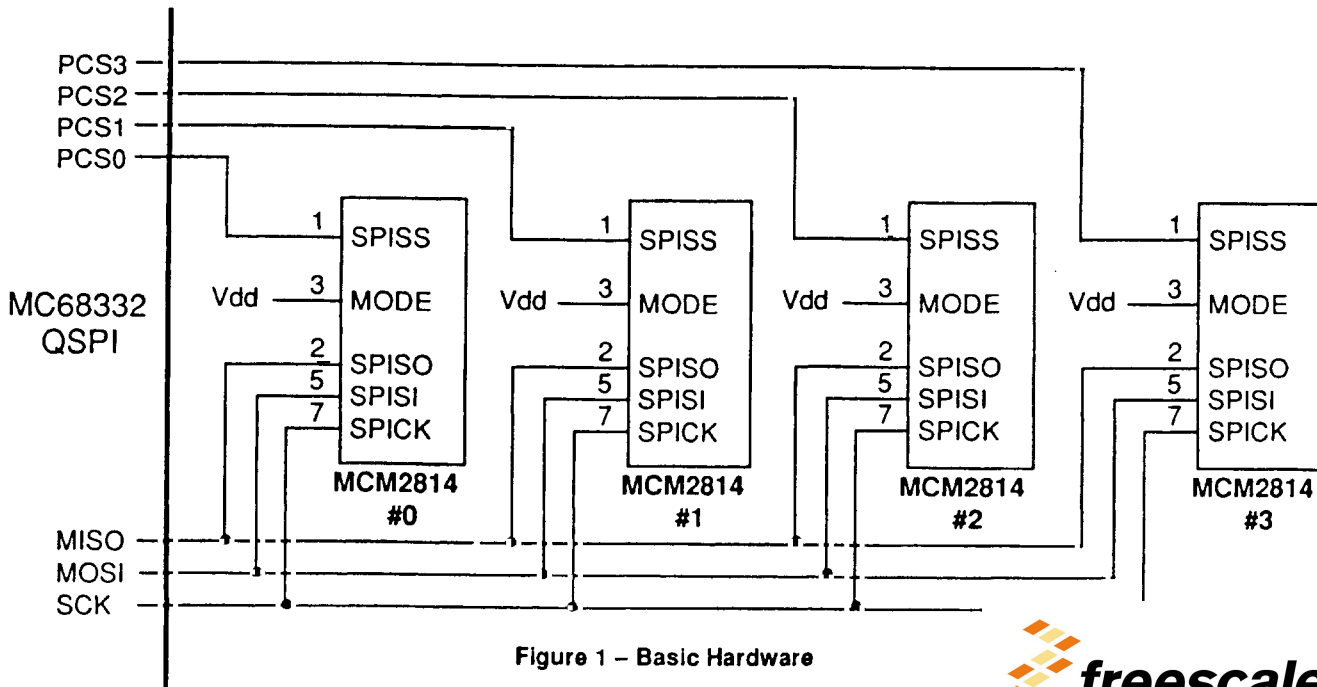 PCS3
PCS2
PCS1
PCS0
MC68332
QSPI
1
SPISS
Vdd
3
MODE
2
SPISO
5
SPISI
7
SPICK
MCM2814
#0
1
SPISS
Vdd
3
MODE
2
SPISO
5
SPISI
7
SPICK
MCM2814
#1
1
SPISS
Vdd
3
MODE
2
SPISO
5
SPISI
7
SPICK
MCM2814
#2
1
SPISS
Vdd
3
MODE
2
SPISO
5
SPISI
7
SPICK
MCM2814
#3
MISO
MOSI
SCK
Figure 1 – Basic Hardware
freescale